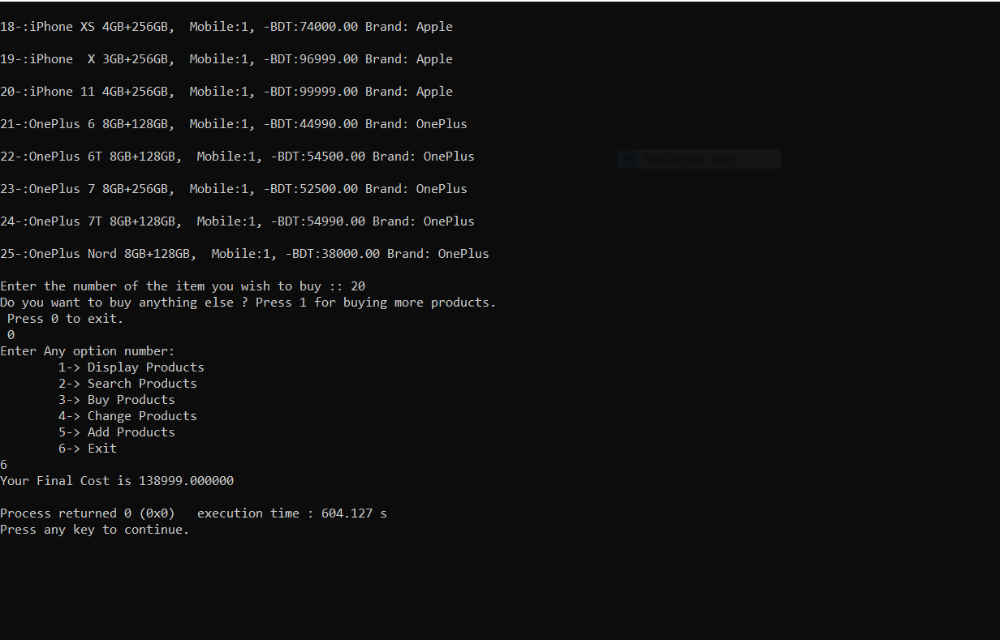 18-:iPhone XS 4GB+256GB,  Mobile:1, -BDT:74000.00 Brand: Apple
19-:iPhone  X 3GB+256GB,  Mobile:1, -BDT:96999.00 Brand: Apple
20-:iPhone 11 4GB+256GB,  Mobile:1, -BDT:99999.00 Brand: Apple
21-:OnePlus 6 8GB+128GB,  Mobile:1, -BDT:44990.00 Brand: OnePlus
22-:OnePlus 6T 8GB+128GB,  Mobile:1, -BDT:54500.00 Brand: OnePlus
Rectangular Snip
23-:OnePlus 7 8GB+256GB,  Mobile:1, -BDT:52500.00 Brand: OnePlus
24-:OnePlus 7T 8GB+128GB,  Mobile:1, -BDT:54990.00 Brand: OnePlus
25-:OnePlus Nord 8GB+128GB,  Mobile:1, -BDT:38000.00 Brand: OnePlus
Enter the number of the item you wish to buy :: 20
Do you want to buy anything else ? Press 1 for buying more products.
 Press 0 to exit.
 0
Enter Any option number:
        1-> Display Products
        2-> Search Products
        3-> Buy Products
        4-> Change Products
        5-> Add Products
        6-> Exit
6
Your Final Cost is 138999.000000
Process returned 0 (0x0)   execution time : 604.127 s
Press any key to continue.